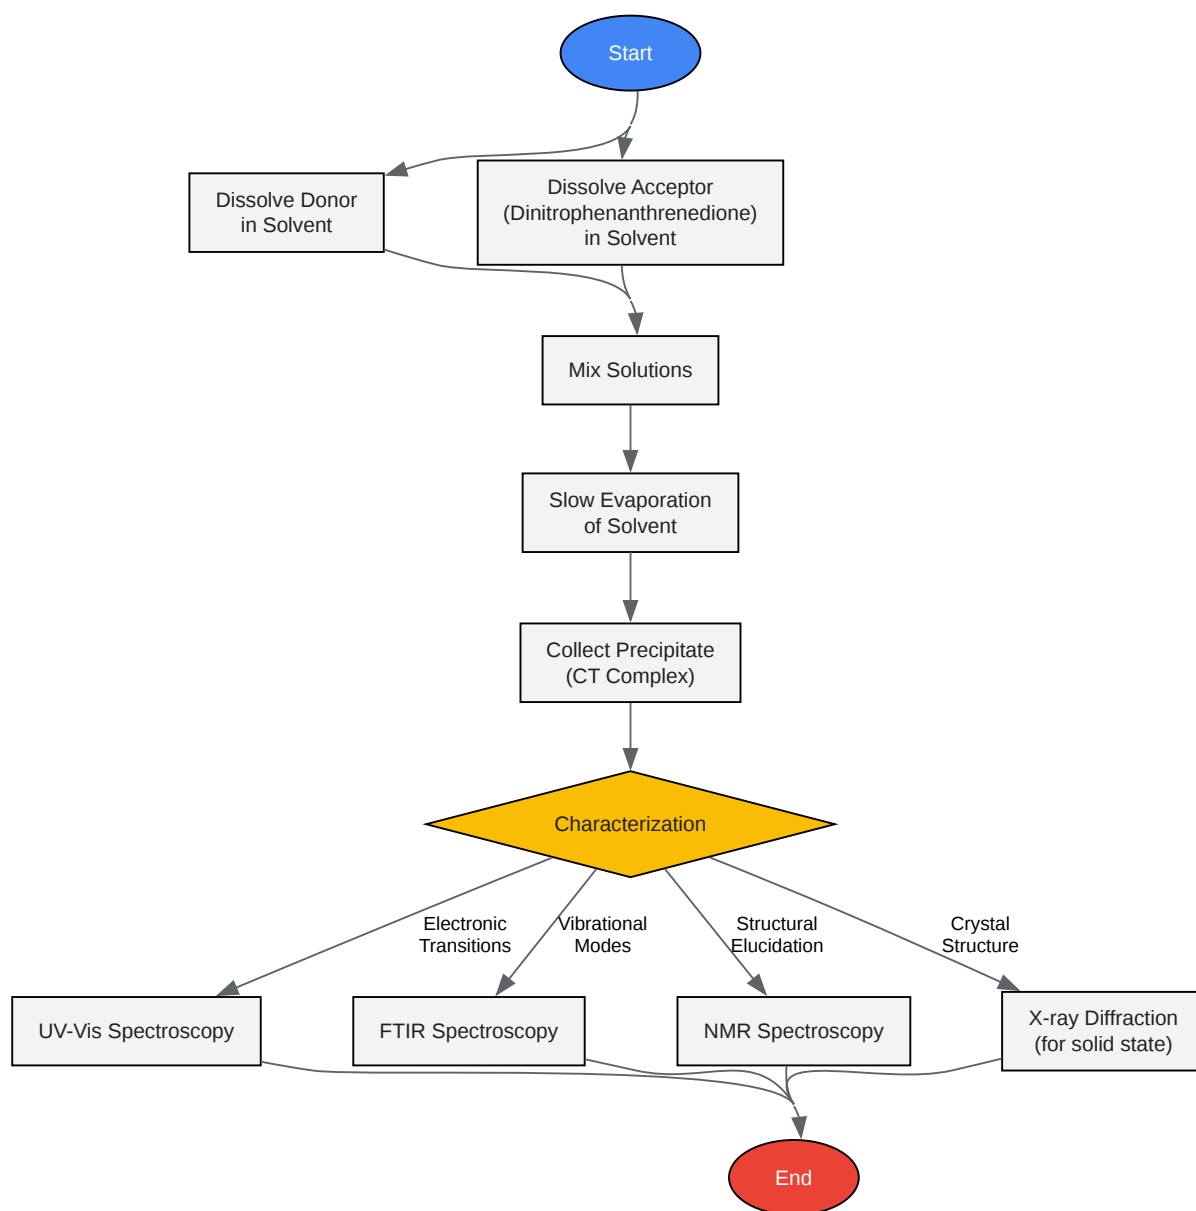 Start
Dissolve Donor
in Solvent
Dissolve Acceptor
(Dinitrophenanthrenedione)
in Solvent
Mix Solutions
Slow Evaporation
of Solvent
Collect Precipitate
(CT Complex)
Characterization
Electronic
Transitions
Vibrational
Modes
Structural
Elucidation
Crystal
Structure
UV-Vis Spectroscopy
FTIR Spectroscopy
NMR Spectroscopy
X-ray Diffraction
(for solid state)
End